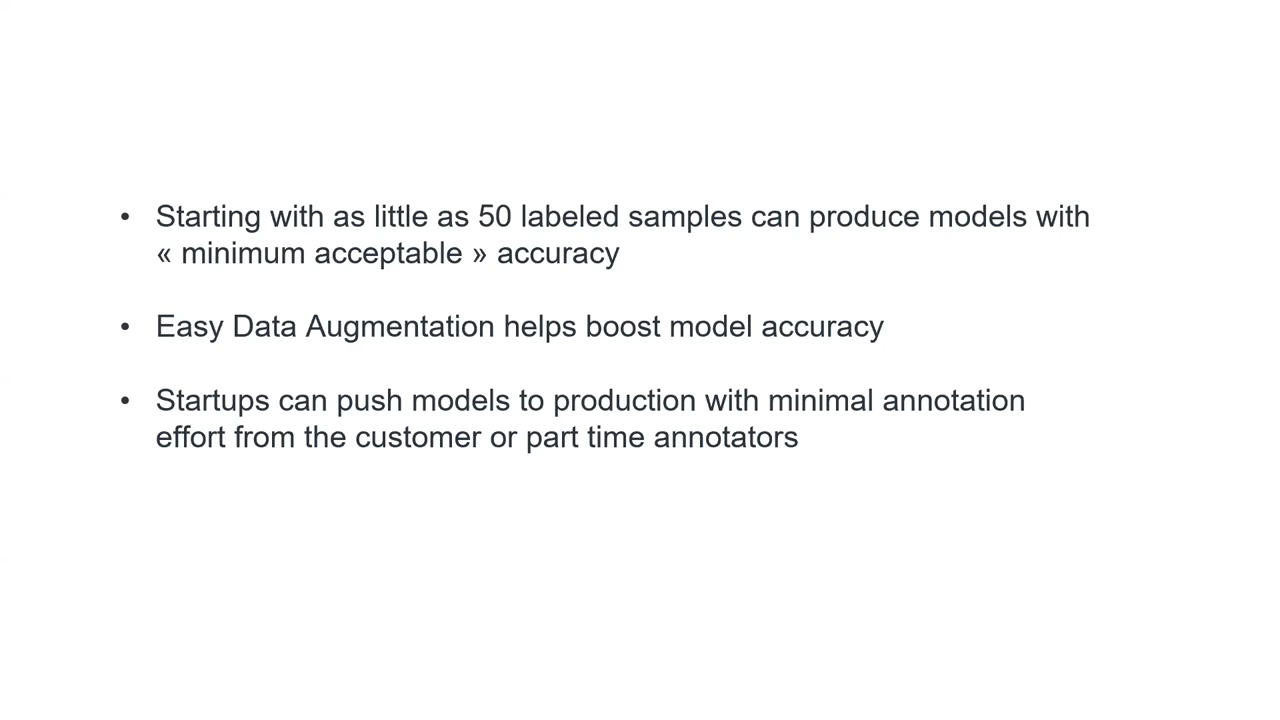 • Starting with as little as 50 labeled samples can produce models with
« minimum acceptable » accuracy
• Easy Data Augmentation helps boost model accuracy
• Startups can push models to production with minimal annotation
effort from the customer or part time annotators